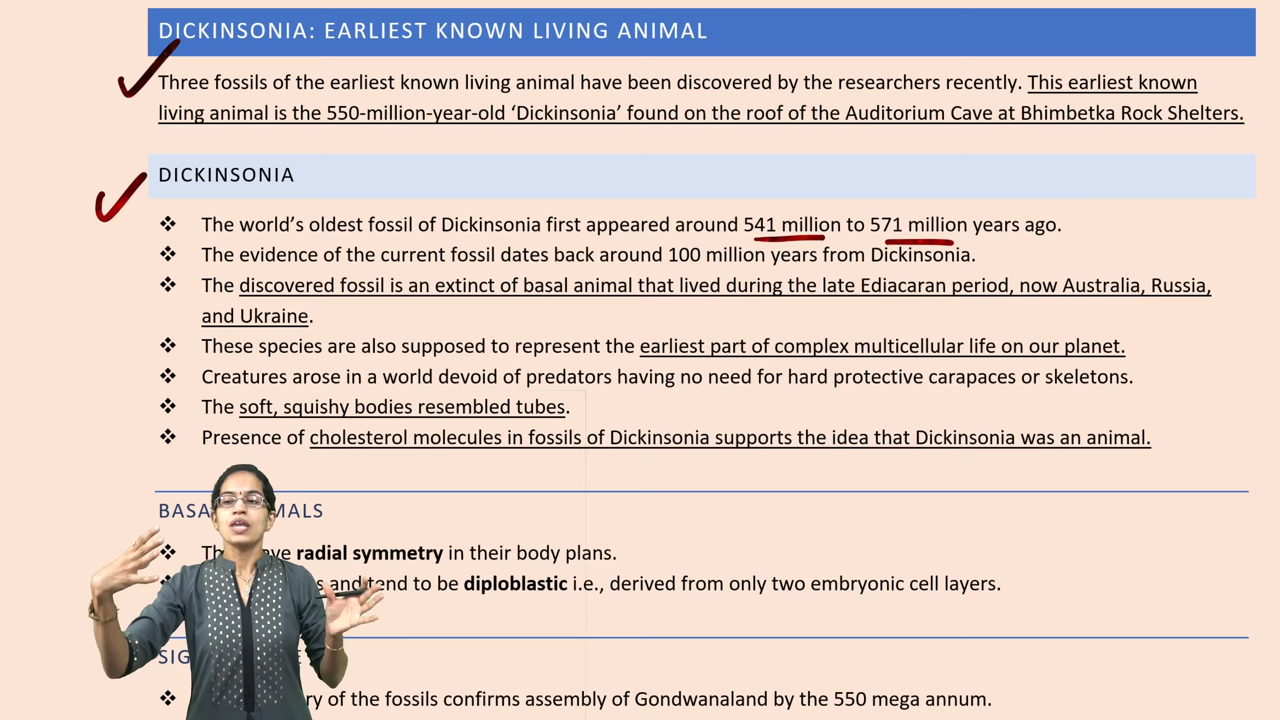 DICKINSONIA: EARLIEST KNOWN LIVING ANIMAL
Three fossils of the earliest known living animal have been discovered by the researchers recently. This earliest known
living animal is the 550-million-year-old ‘Dickinsonia’ found on the roof of the Auditorium Cave at Bhimbetka Rock Shelters.
DICKINSONIA
❖ The world’s oldest fossil of Dickinsonia first appeared around 541 million to 571 million years ago.
❖ The evidence of the current fossil dates back around 100 million years from Dickinsonia.
❖ The discovered fossil is an extinct of basal animal that lived during the late Ediacaran period, now Australia, Russia,
and Ukraine.
❖ These species are also supposed to represent the earliest part of complex multicellular life on our planet.
❖ Creatures arose in a world devoid of predators having no need for hard protective carapaces or skeletons.
❖ The soft, squishy bodies resembled tubes.
❖ Presence of cholesterol molecules in fossils of Dickinsonia supports the idea that Dickinsonia was an animal.
❖ radial symmetry in their body plans.
and tend to be diploblastic i.e., derived from only two embryonic cell layers.
❖ of the fossils confirms assembly of Gondwanaland by the 550 mega annum.